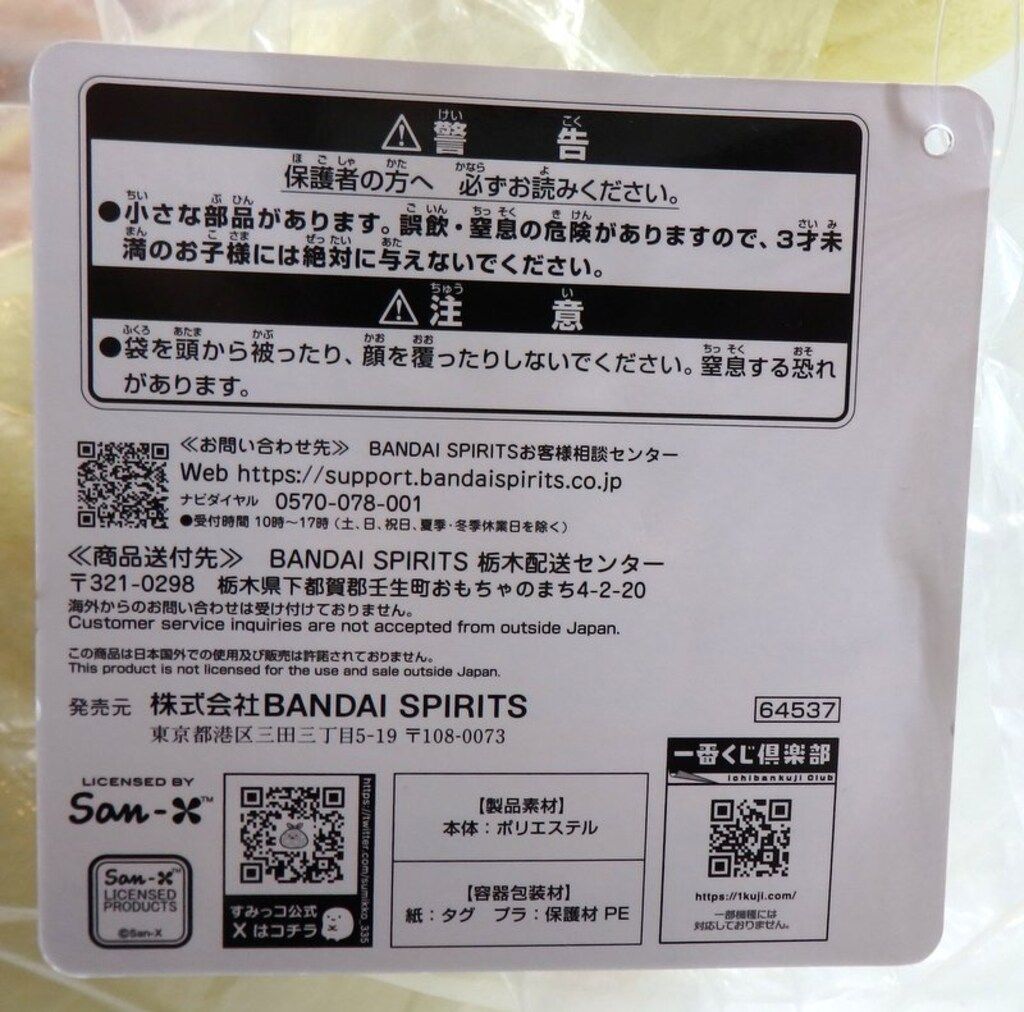 警告
保護者の方へ 必ずお読みください。
●小さな部品があります。誤飲・窒息の危険がありますので、3才未
満のお子様には絶対に与えないでください。
注意
●袋を頭から被ったり、顔を覆ったりしないでください。窒息する恐れ
があります。
≪お問い合わせ先≫ BANDAI SPIRITSお客様相談センター
Web https://support.bandaispirits.co.jp
ナビダイヤル 0570-078-001
●受付時間 10時〜17時(土、日、祝日、夏季・冬季休業日を除く)
≪商品送付先≫ BANDAI SPIRITS 栃木配送センター
〒321-0298 栃木県下都賀郡壬生町おもちゃのまち4-2-20
海外からのお問い合わせは受け付けておりません。
Customer service inquiries are not accepted from outside Japan.
この商品は日本国外での使用及び販売は許諾されておりません。
This product is not licensed for the use and sale outside Japan.
発売元 株式会社BANDAI SPIRITS
東京都港区三田三丁目5-19 〒108-0073
64537
LICENSED BY
San-X™
San-X™
LICENSED
PRODUCTS
©San-X
https://twitter.com/sumikko_335
すみっコ公式
X はコチラ
【製品素材】
本体:ポリエステル
【容器包装材】
紙:タグ プラ:保護材 PE
一番くじ倶楽部
ichibankuji Club
https://1kuji.com/
一部機種には
対応しておりません。